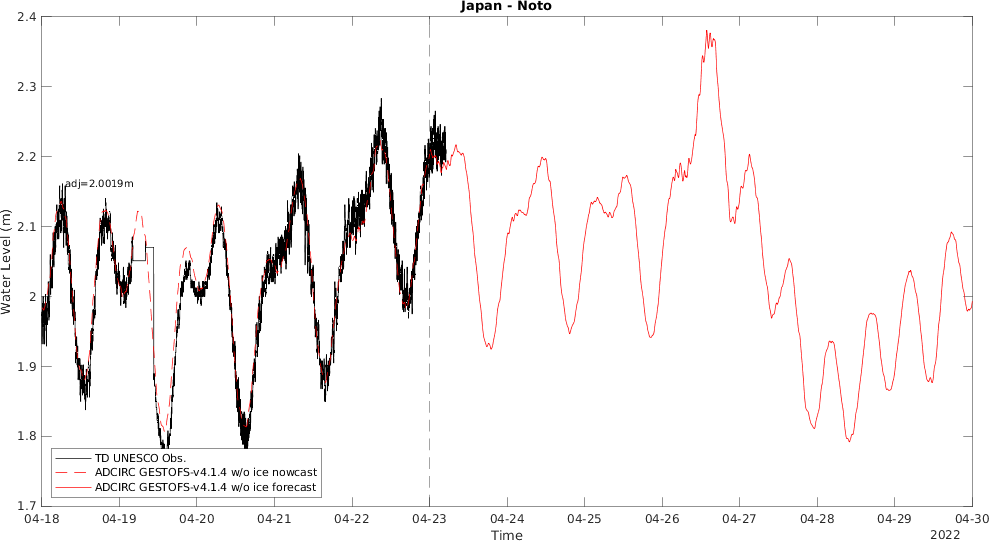 Japan - Noto
2.4
2.3
2.2
2.1
2
1.9
1.8
1.7
Water Level (m)
adj=2.0019m
TD UNESCO Obs.
ADCIRC GESTOFS-v4.1.4 w/o ice nowcast
ADCIRC GESTOFS-v4.1.4 w/o ice forecast
04-18 04-19 04-20 04-21 04-22 04-23 04-24 04-25 04-26 04-27 04-28 04-29 04-30
Time
2022